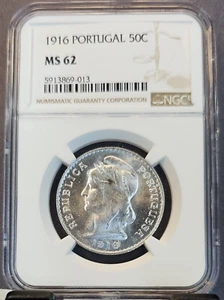 1916 PORTUGAL 50C
MS 62
5913869-013
NUMISMATIC GUARANTY CORPORATION
NGC
REPUBLICA PORTUGUESA
1916